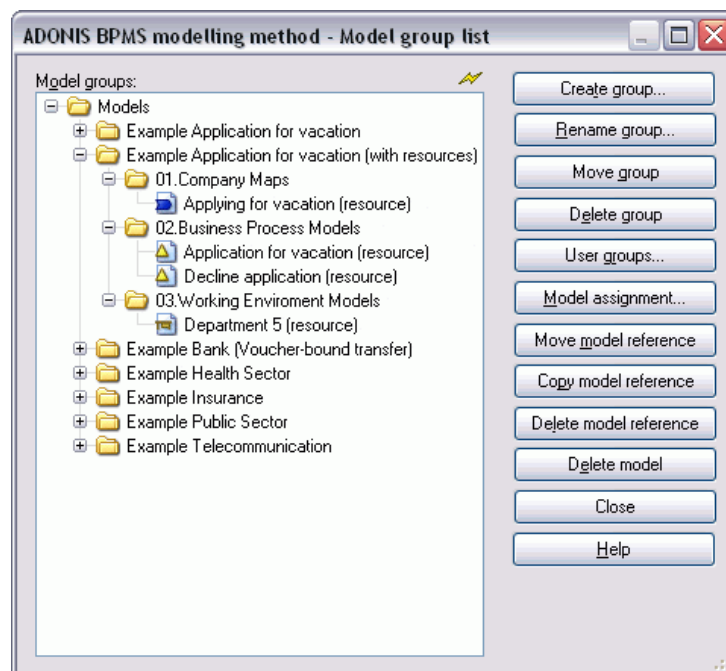 ADONIS BPMS modelling method - Model group list
Model groups:
Models
Example Application for vacation
Example Application for vacation (with resources)
01.Company Maps
Applying for vacation (resource)
02.Business Process Models
Application for vacation (resource)
Decline application (resource)
03.Working Enviroment Models
Department 5 (resource)
Example Bank (Voucher-bound transfer)
Example Health Sector
Example Insurance
Example Public Sector
Example Telecommunication
Create group...
Rename group...
Move group
Delete group
User groups...
Model assignment...
Move model reference
Copy model reference
Delete model reference
Delete model
Close
Help